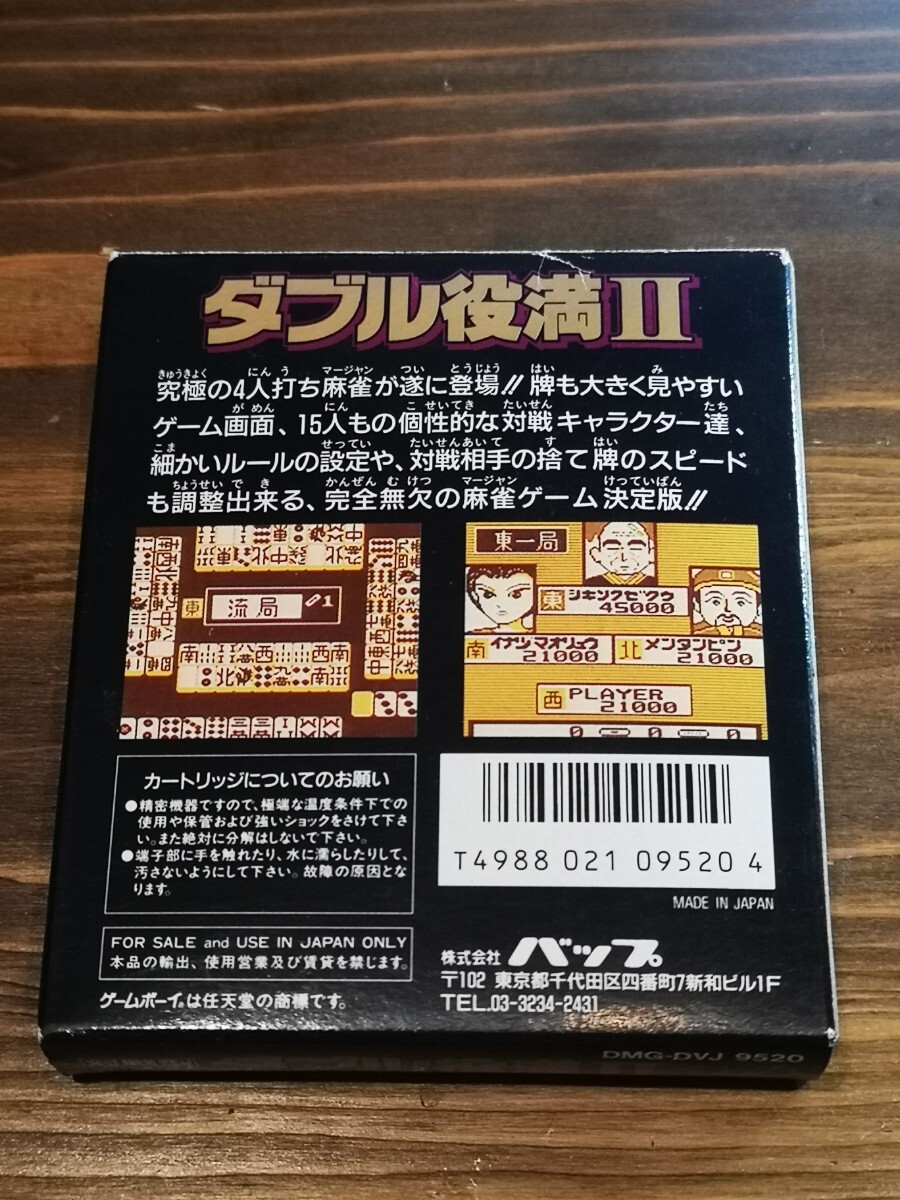 ダブル役満II
究極の4人打ち麻雀が遂に登場!!牌も大きく見やすい
ゲーム画面、15人もの個性的な対戦キャラクター達、
細かいルールの設定や、対戦相手の捨て牌のスピード
も調整出来る、完全無欠の麻雀ゲーム決定版!!
東
流局
1
東一局
東 シキソクゼクウ
45000
南 イナヅマオリュウ
21000
北 メンタンピン
21000
西 PLAYER
21000
0 0
カートリッジについてのお願い
●精密機器ですので、極端な温度条件下での
使用や保管および強いショックをさけて下さ
い。また絶対に分解はしないで下さい。
●端子部に手を触れたり、水に濡らしたりして、
汚さないようにして下さい。故障の原因とな
ります。
T4988 021 09520 4
MADE IN JAPAN
FOR SALE and USE IN JAPAN ONLY
本品の輸出、使用営業及び賃貸を禁じます。
ゲームボーイ®は任天堂の商標です。
株式会社 バップ
〒102 東京都千代田区四番町7新和ビル1F
TEL.03-3234-2431
DMG-DVJ 9520